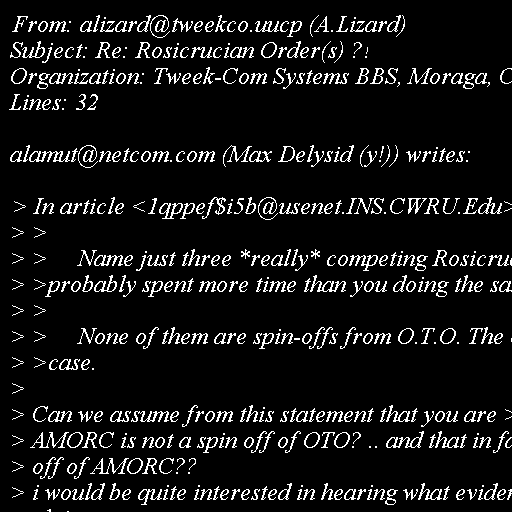 From: alizard@tweekco.uucp (A.Lizard)
Subject: Re: Rosicrucian Order(s) ?!
Organization: Tweek-Com Systems BBS, Moraga,
Lines: 32

alamut@netcom.com (Max Delysid (y!)) writes:

> In article <1qppef$i5b@usenet.INS.CWRU.Edu>
> >
> >     Name just three *really* competing Rosicru
> >probably spent more time than you doing the sa
> >
> >     None of them are spin-offs from O.T.O. The
> >case.
>
> Can we assume from this statement that you are >
> AMORC is not a spin off of OTO? .. and that in fa
> off of AMORC??
> i would be quite interested in hearing what eviden